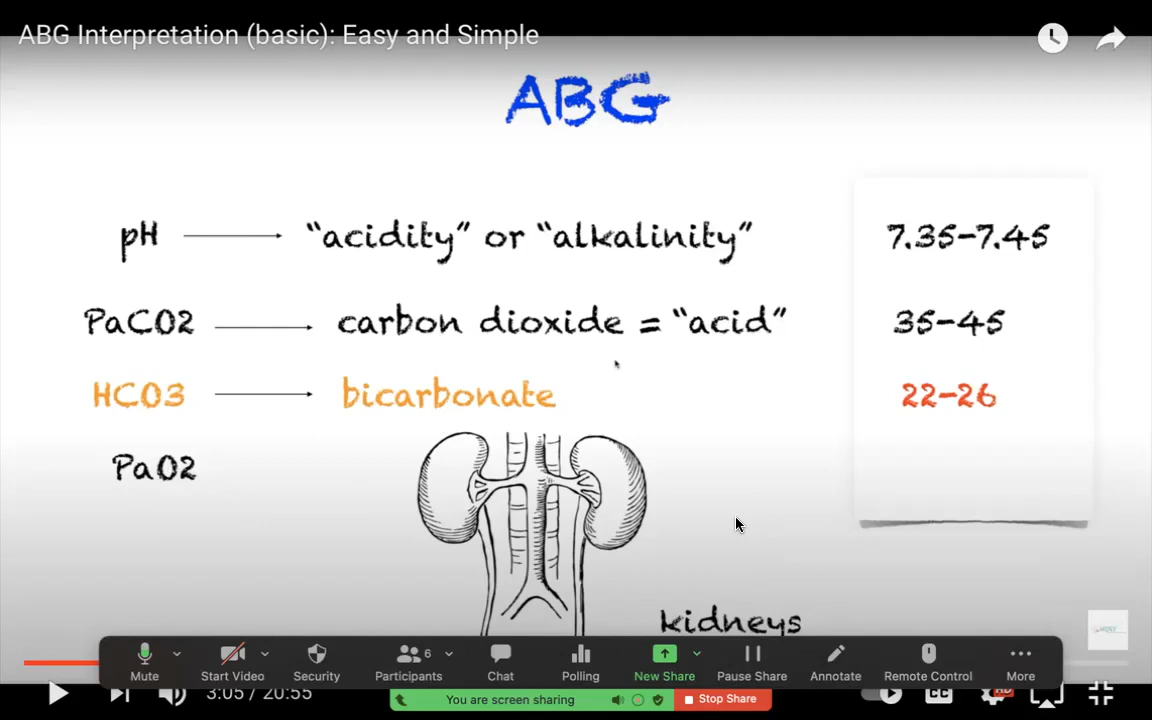 ABG Interpretation (basic): Easy and Simple
ABG
pH "acidity" or "alkalinity" 7.35-7.45
PaCO2 carbon dioxide = "acid" 35-45
HCO3 bicarbonate 22-26
PaO2
kidneys
6
Mute Start Video Security Participants Chat Polling New Share Pause Share Annotate Remote Control More
3:05 / 20:55 You are screen sharing Stop Share CC HD